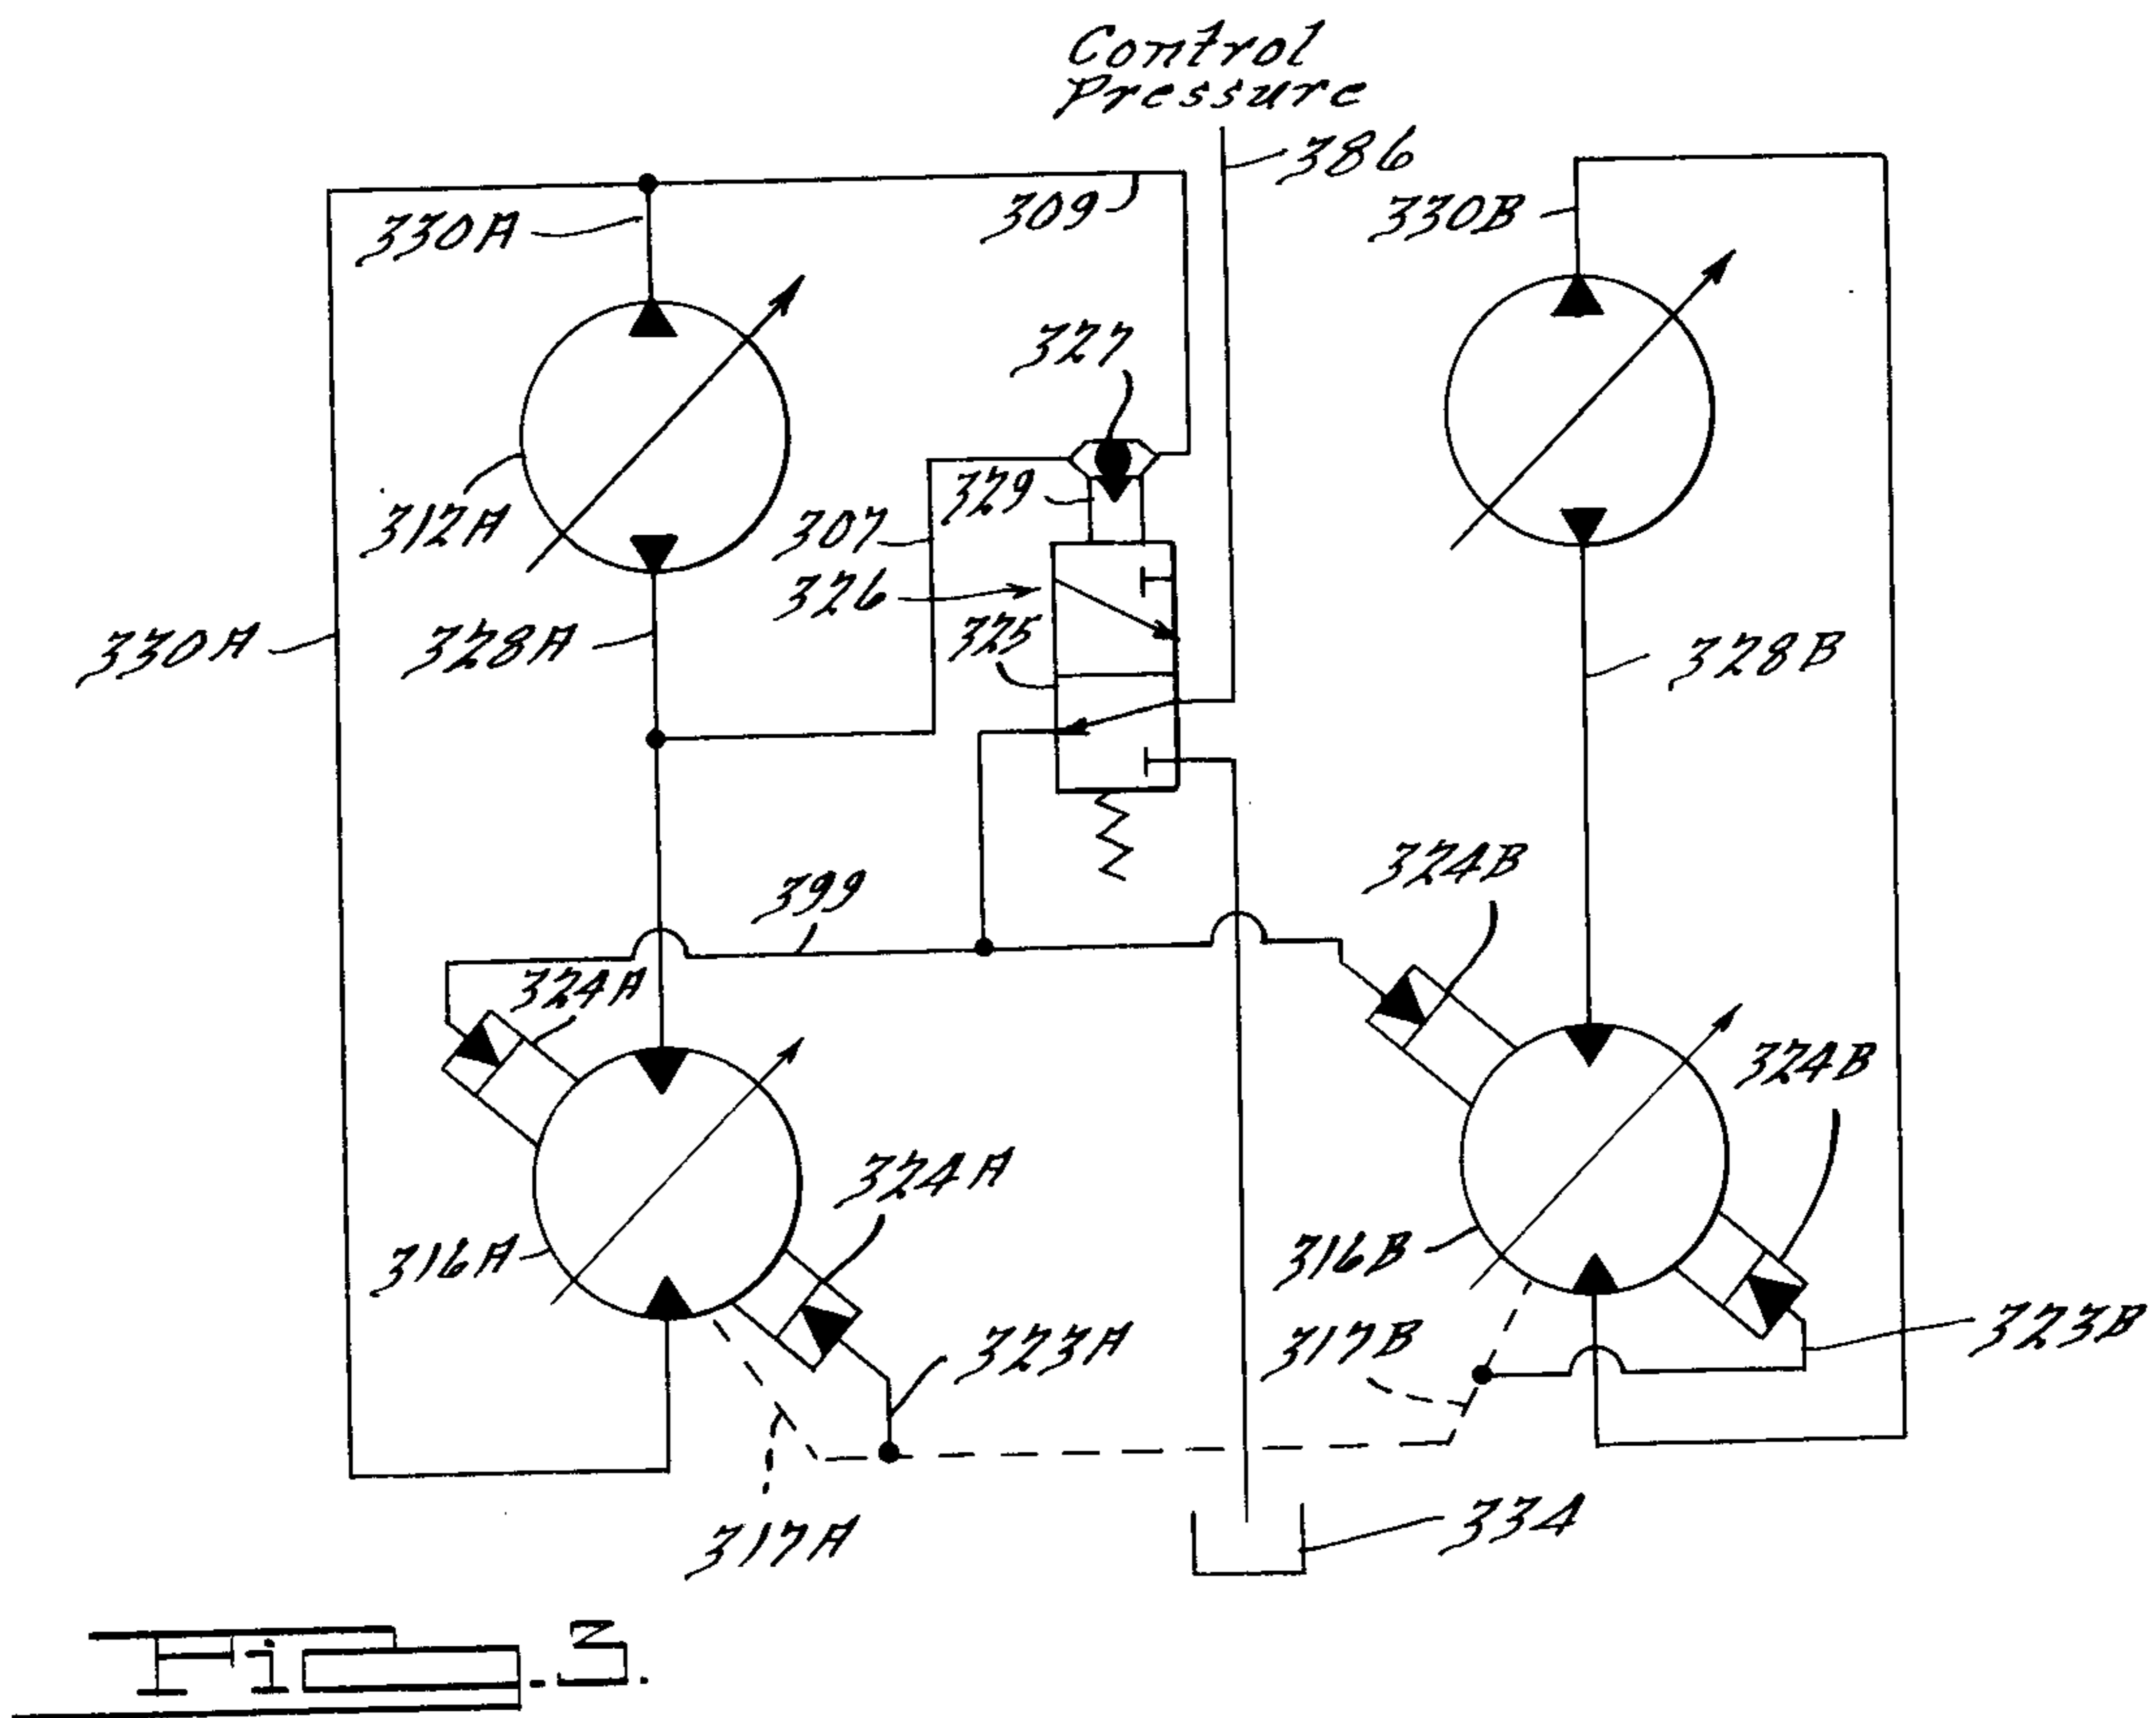 Control
Pressure
386
330A
309
330B
327
329
312A
307
326
325
330A
328A
328B
324B
399
324A
324B
324A
316A
316B
323A
317B
323B
317A
334
Fig. 3.